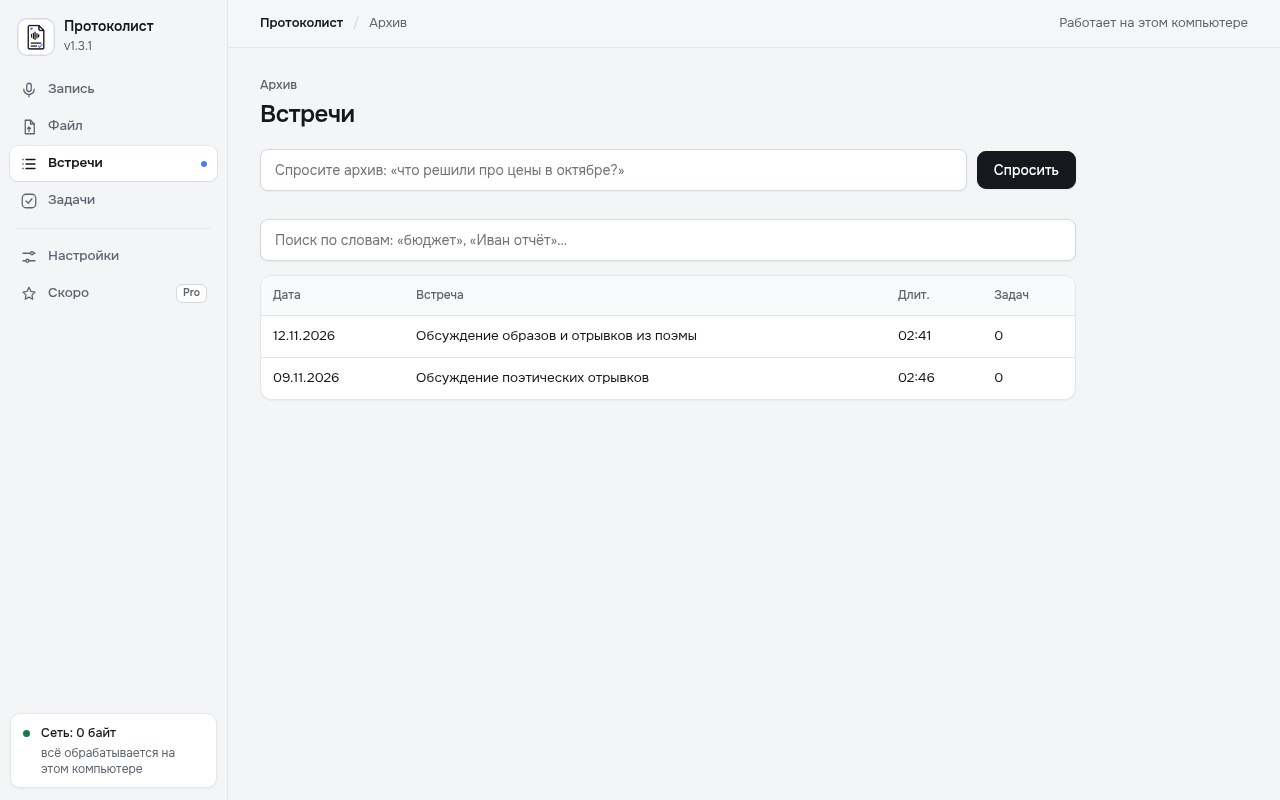 Протоколист
v1.3.1
Запись
Файл
Встречи
Задачи
Настройки
Скоро Pro
Сеть: 0 байт
всё обрабатывается на
этом компьютере
Протоколист / Архив
Работает на этом компьютере
Архив
Встречи
Спросите архив: «что решили про цены в октябре?»
Спросить
Поиск по словам: «бюджет», «Иван отчёт»…
Дата Встреча Длит. Задач
12.11.2026 Обсуждение образов и отрывков из поэмы 02:41 0
09.11.2026 Обсуждение поэтических отрывков 02:46 0